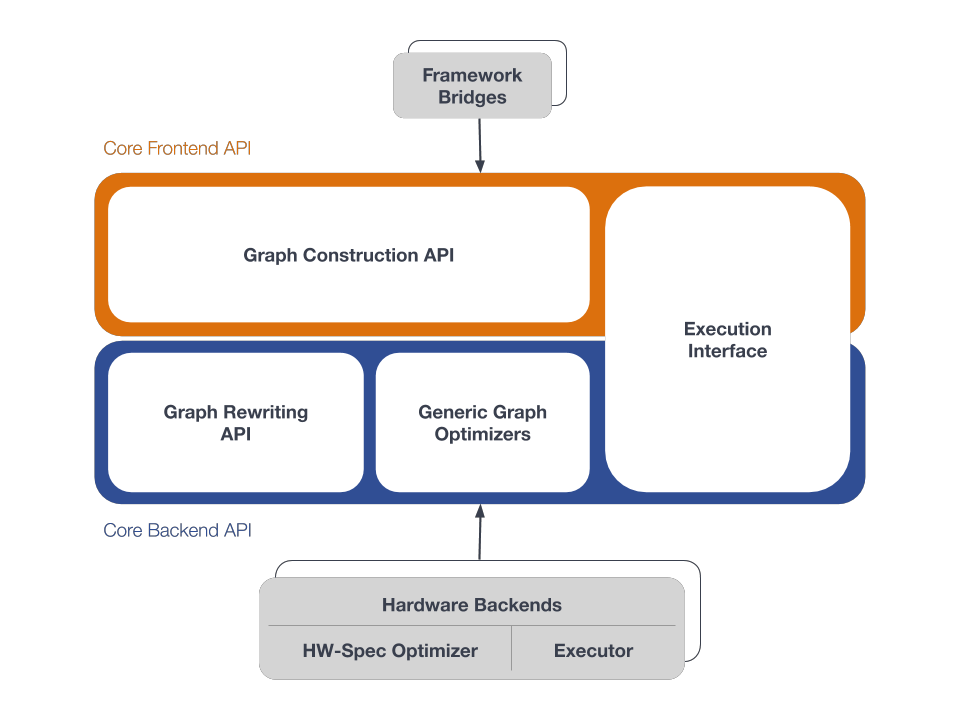 Framework
Bridges
Core Frontend API
Graph Construction API
Execution
Interface
Graph Rewriting
API
Generic Graph
Optimizers
Core Backend API
Hardware Backends
HW-Spec Optimizer
Executor